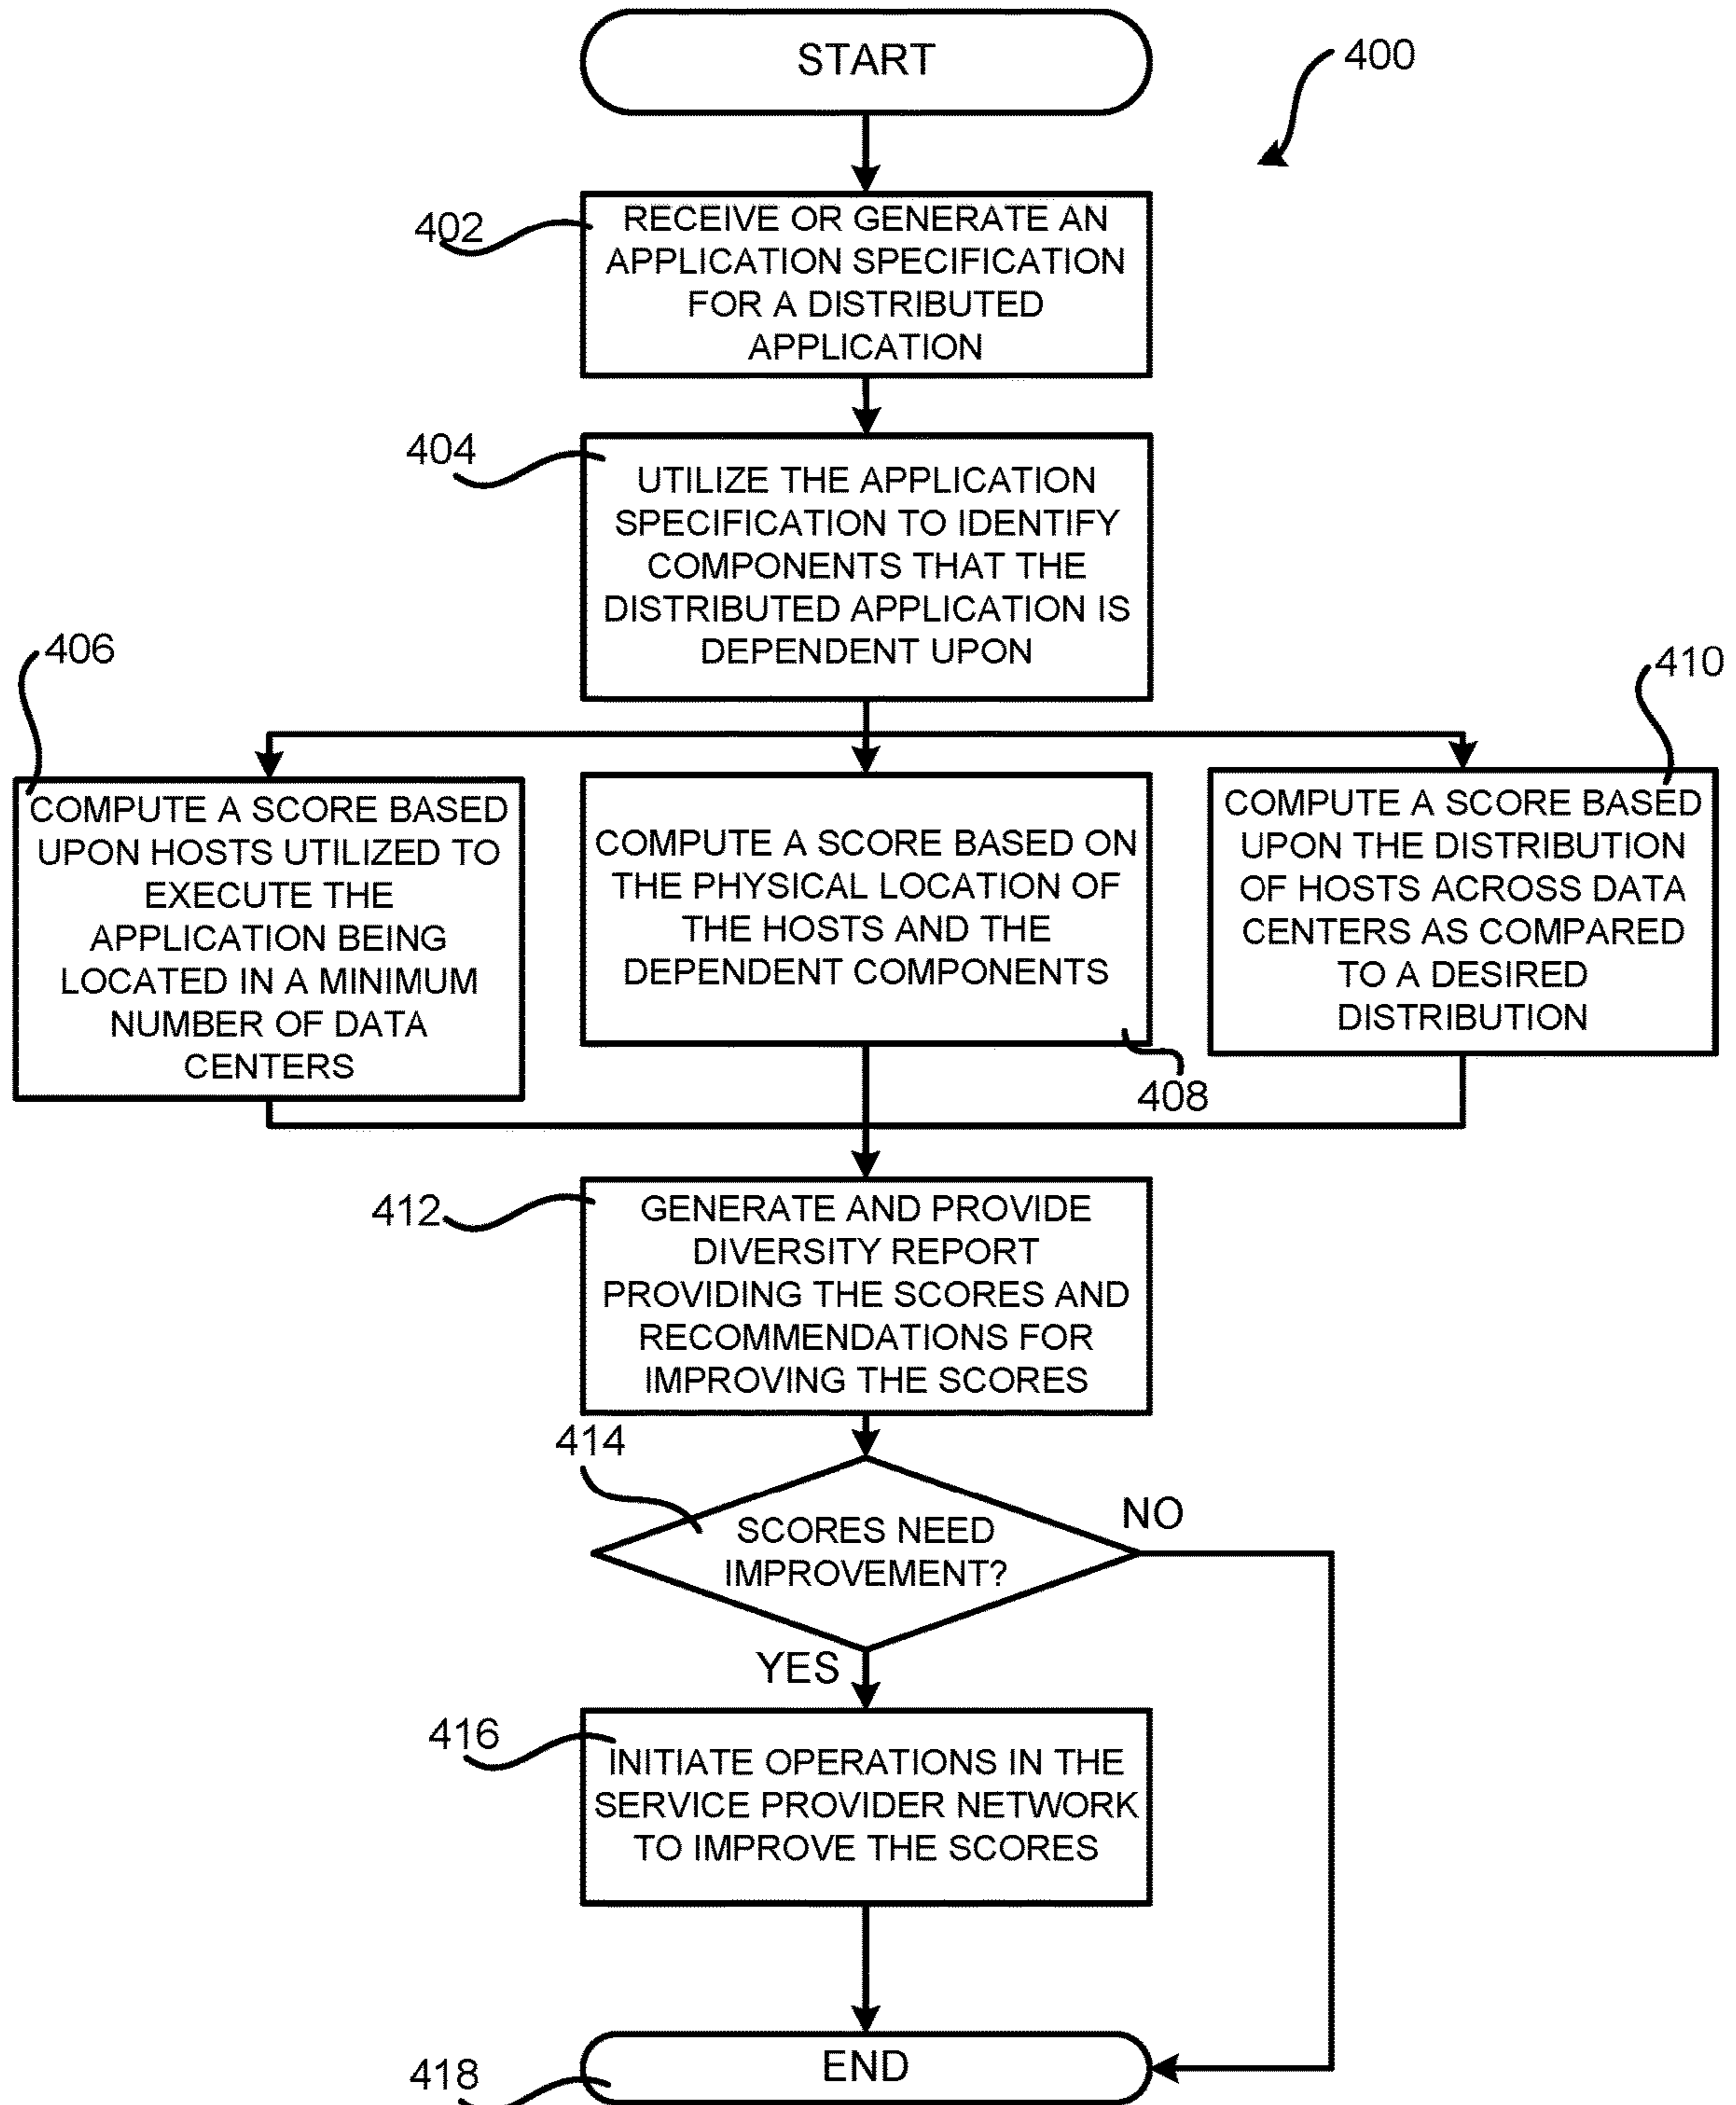 START
400
402
RECEIVE OR GENERATE AN
APPLICATION SPECIFICATION
FOR A DISTRIBUTED
APPLICATION
404
UTILIZE THE APPLICATION
SPECIFICATION TO IDENTIFY
COMPONENTS THAT THE
DISTRIBUTED APPLICATION IS
DEPENDENT UPON
406
COMPUTE A SCORE BASED
UPON HOSTS UTILIZED TO
EXECUTE THE
APPLICATION BEING
LOCATED IN A MINIMUM
NUMBER OF DATA
CENTERS
COMPUTE A SCORE BASED ON
THE PHYSICAL LOCATION OF
THE HOSTS AND THE
DEPENDENT COMPONENTS
408
410
COMPUTE A SCORE BASED
UPON THE DISTRIBUTION
OF HOSTS ACROSS DATA
CENTERS AS COMPARED
TO A DESIRED
DISTRIBUTION
412
GENERATE AND PROVIDE
DIVERSITY REPORT
PROVIDING THE SCORES AND
RECOMMENDATIONS FOR
IMPROVING THE SCORES
414
SCORES NEED
IMPROVEMENT?
NO
YES
416
INITIATE OPERATIONS IN THE
SERVICE PROVIDER NETWORK
TO IMPROVE THE SCORES
END
418